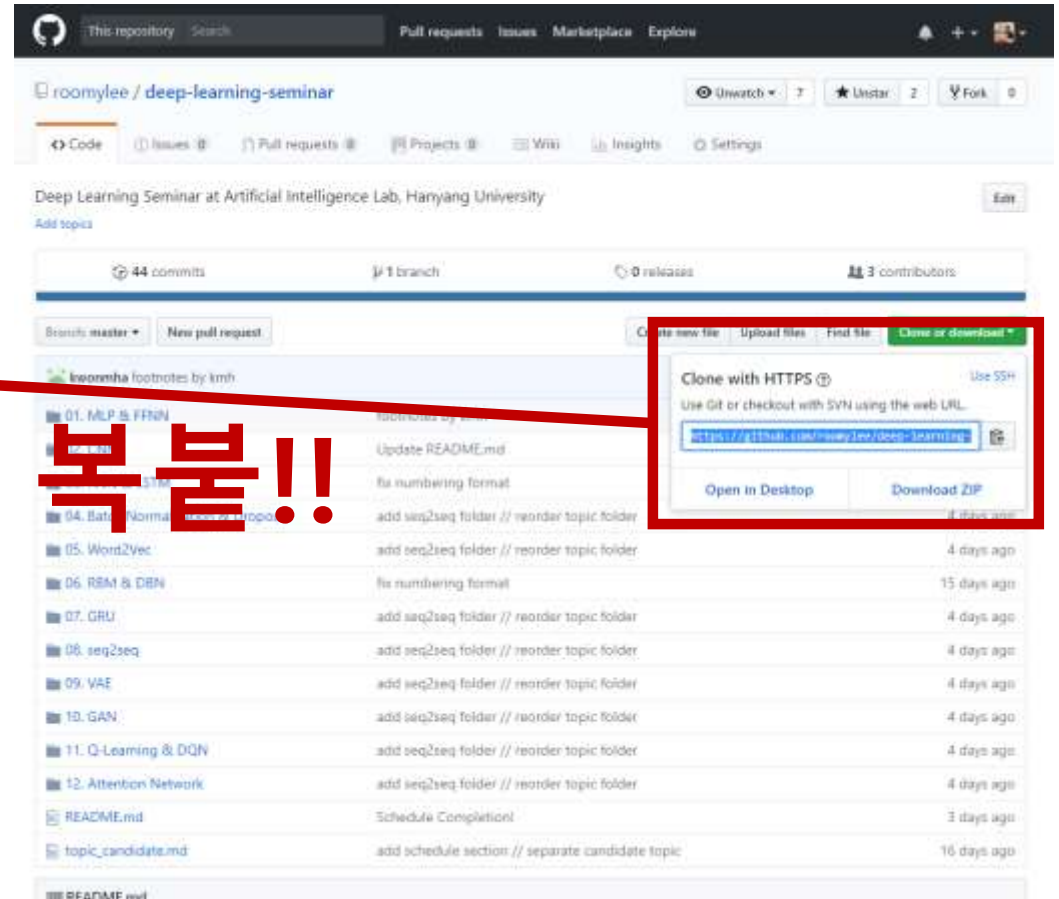 This repository Search Pull requests Issues Marketplace Explore
roomylee / deep-learning-seminar Unwatch 7 Unstar 2 Fork 0
Code Issues 0 Pull requests 0 Projects 0 Wiki Insights Settings
Deep Learning Seminar at Artificial Intelligence Lab, Hanyang University Edit
Add topics
44 commits 1 branch 0 releases 3 contributors
Branch: master New pull request Create new file Upload files Find file Clone or download
kwonmha footnotes by kmh
Clone with HTTPS Use SSH
Use Git or checkout with SVN using the web URL.
https://github.com/roomylee/deep-learning-
Open in Desktop Download ZIP
복붙!!
01. MLP & FFNN footnotes by
Update README.md
fix numbering format
04. Batch Normalization & Dropout add seq2seq folder // reorder topic folder 4 days ago
05. Word2Vec add seq2seq folder // reorder topic folder 4 days ago
06. RBM & DBN fix numbering format 15 days ago
07. GRU add seq2seq folder // reorder topic folder 4 days ago
08. seq2seq add seq2seq folder // reorder topic folder 4 days ago
09. VAE add seq2seq folder // reorder topic folder 4 days ago
10. GAN add seq2seq folder // reorder topic folder 4 days ago
11. Q-Learning & DQN add seq2seq folder // reorder topic folder 4 days ago
12. Attention Network add seq2seq folder // reorder topic folder 4 days ago
README.md Schedule Completion! 3 days ago
topic_candidate.md add schedule section // separate candidate topic 16 days ago
README.md